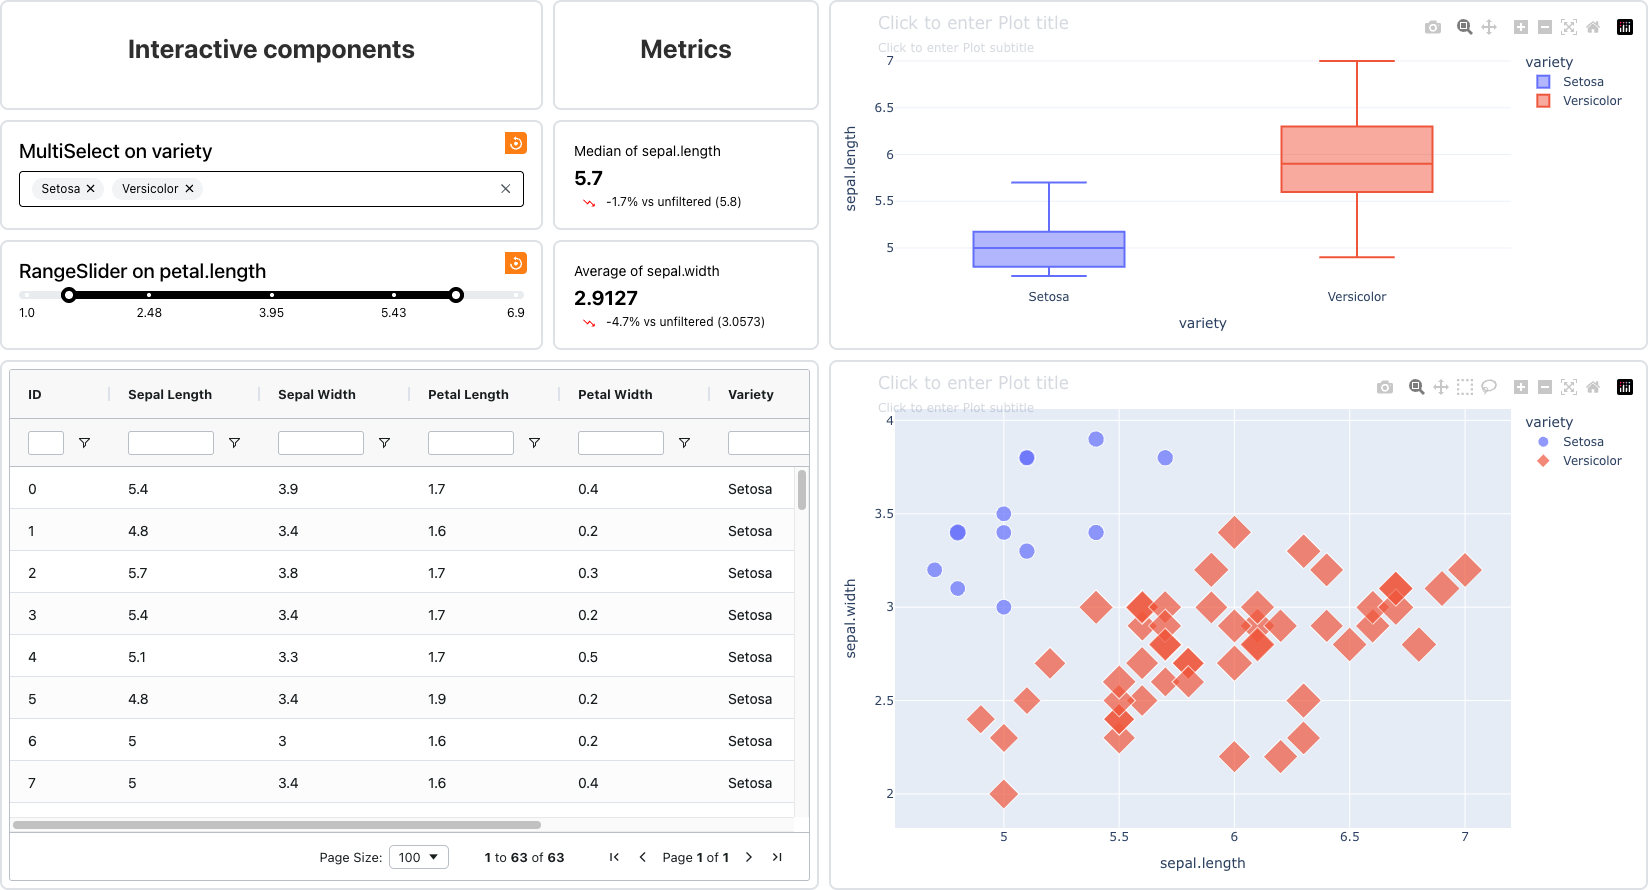 Interactive components
Metrics
MultiSelect on variety
Setosa
Versicolor
RangeSlider on petal.length
1.0 2.48 3.95 5.43 6.9
Median of sepal.length
5.7
-1.7% vs unfiltered (5.8)
Average of sepal.width
2.9127
-4.7% vs unfiltered (3.0573)
Click to enter Plot title
Click to enter Plot subtitle
7
6.5
6
5.5
5
sepal.length
Setosa Versicolor
variety
variety
Setosa
Versicolor
ID Sepal Length Sepal Width Petal Length Petal Width Variety
0 5.4 3.9 1.7 0.4 Setosa
1 4.8 3.4 1.6 0.2 Setosa
2 5.7 3.8 1.7 0.3 Setosa
3 5.4 3.4 1.7 0.2 Setosa
4 5.1 3.3 1.7 0.5 Setosa
5 4.8 3.4 1.9 0.2 Setosa
6 5 3 1.6 0.2 Setosa
7 5 3.4 1.6 0.4 Setosa
Page Size: 100 1 to 63 of 63 Page 1 of 1
Click to enter Plot title
Click to enter Plot subtitle
4
3.5
3
2.5
2
sepal.width
5 5.5 6 6.5 7
sepal.length
variety
Setosa
Versicolor